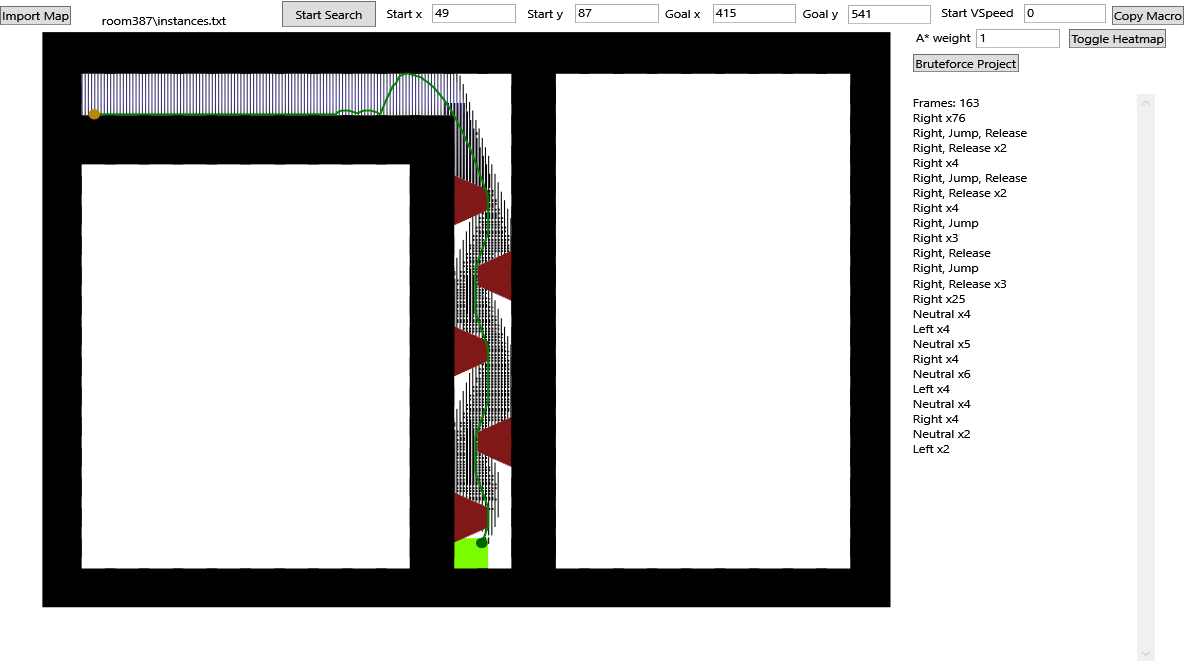 Import Map room387\instances.txt Start Search Start x 49 Start y 87 Goal x 415 Goal y 541 Start VSpeed 0 Copy Macro
A* weight 1 Toggle Heatmap
Bruteforce Project
Frames: 163
Right x76
Right, Jump, Release
Right, Release x2
Right x4
Right, Jump, Release
Right, Release x2
Right x4
Right, Jump
Right x3
Right, Release
Right, Jump
Right, Release x3
Right x25
Neutral x4
Left x4
Neutral x5
Right x4
Neutral x6
Left x4
Neutral x4
Right x4
Neutral x2
Left x2